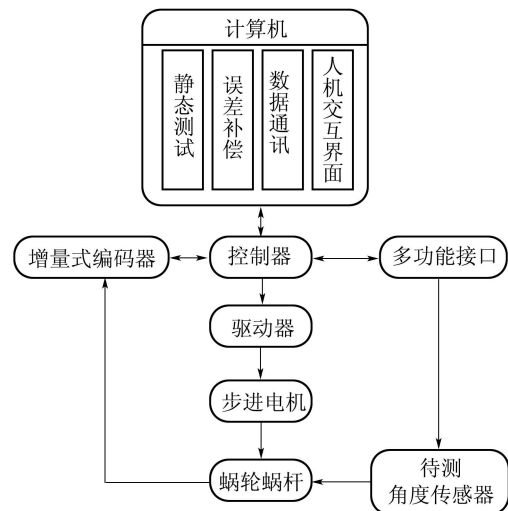 计算机
静态测试
误差补偿
数据通讯
人机交互界面
增量式编码器
控制器
多功能接口
驱动器
步进电机
蜗轮蜗杆
待测
角度传感器